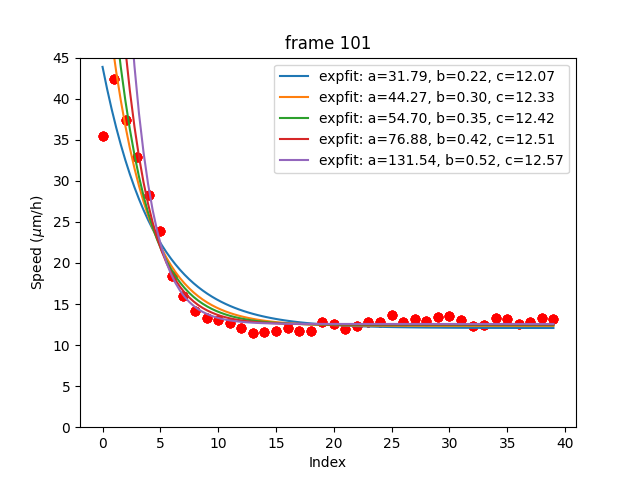 frame 101
expfit: a=31.79, b=0.22, c=12.07
expfit: a=44.27, b=0.30, c=12.33
expfit: a=54.70, b=0.35, c=12.42
expfit: a=76.88, b=0.42, c=12.51
expfit: a=131.54, b=0.52, c=12.57
Speed (μm/h)
45
40
35
30
25
20
15
10
5
0
0 5 10 15 20 25 30 35 40
Index